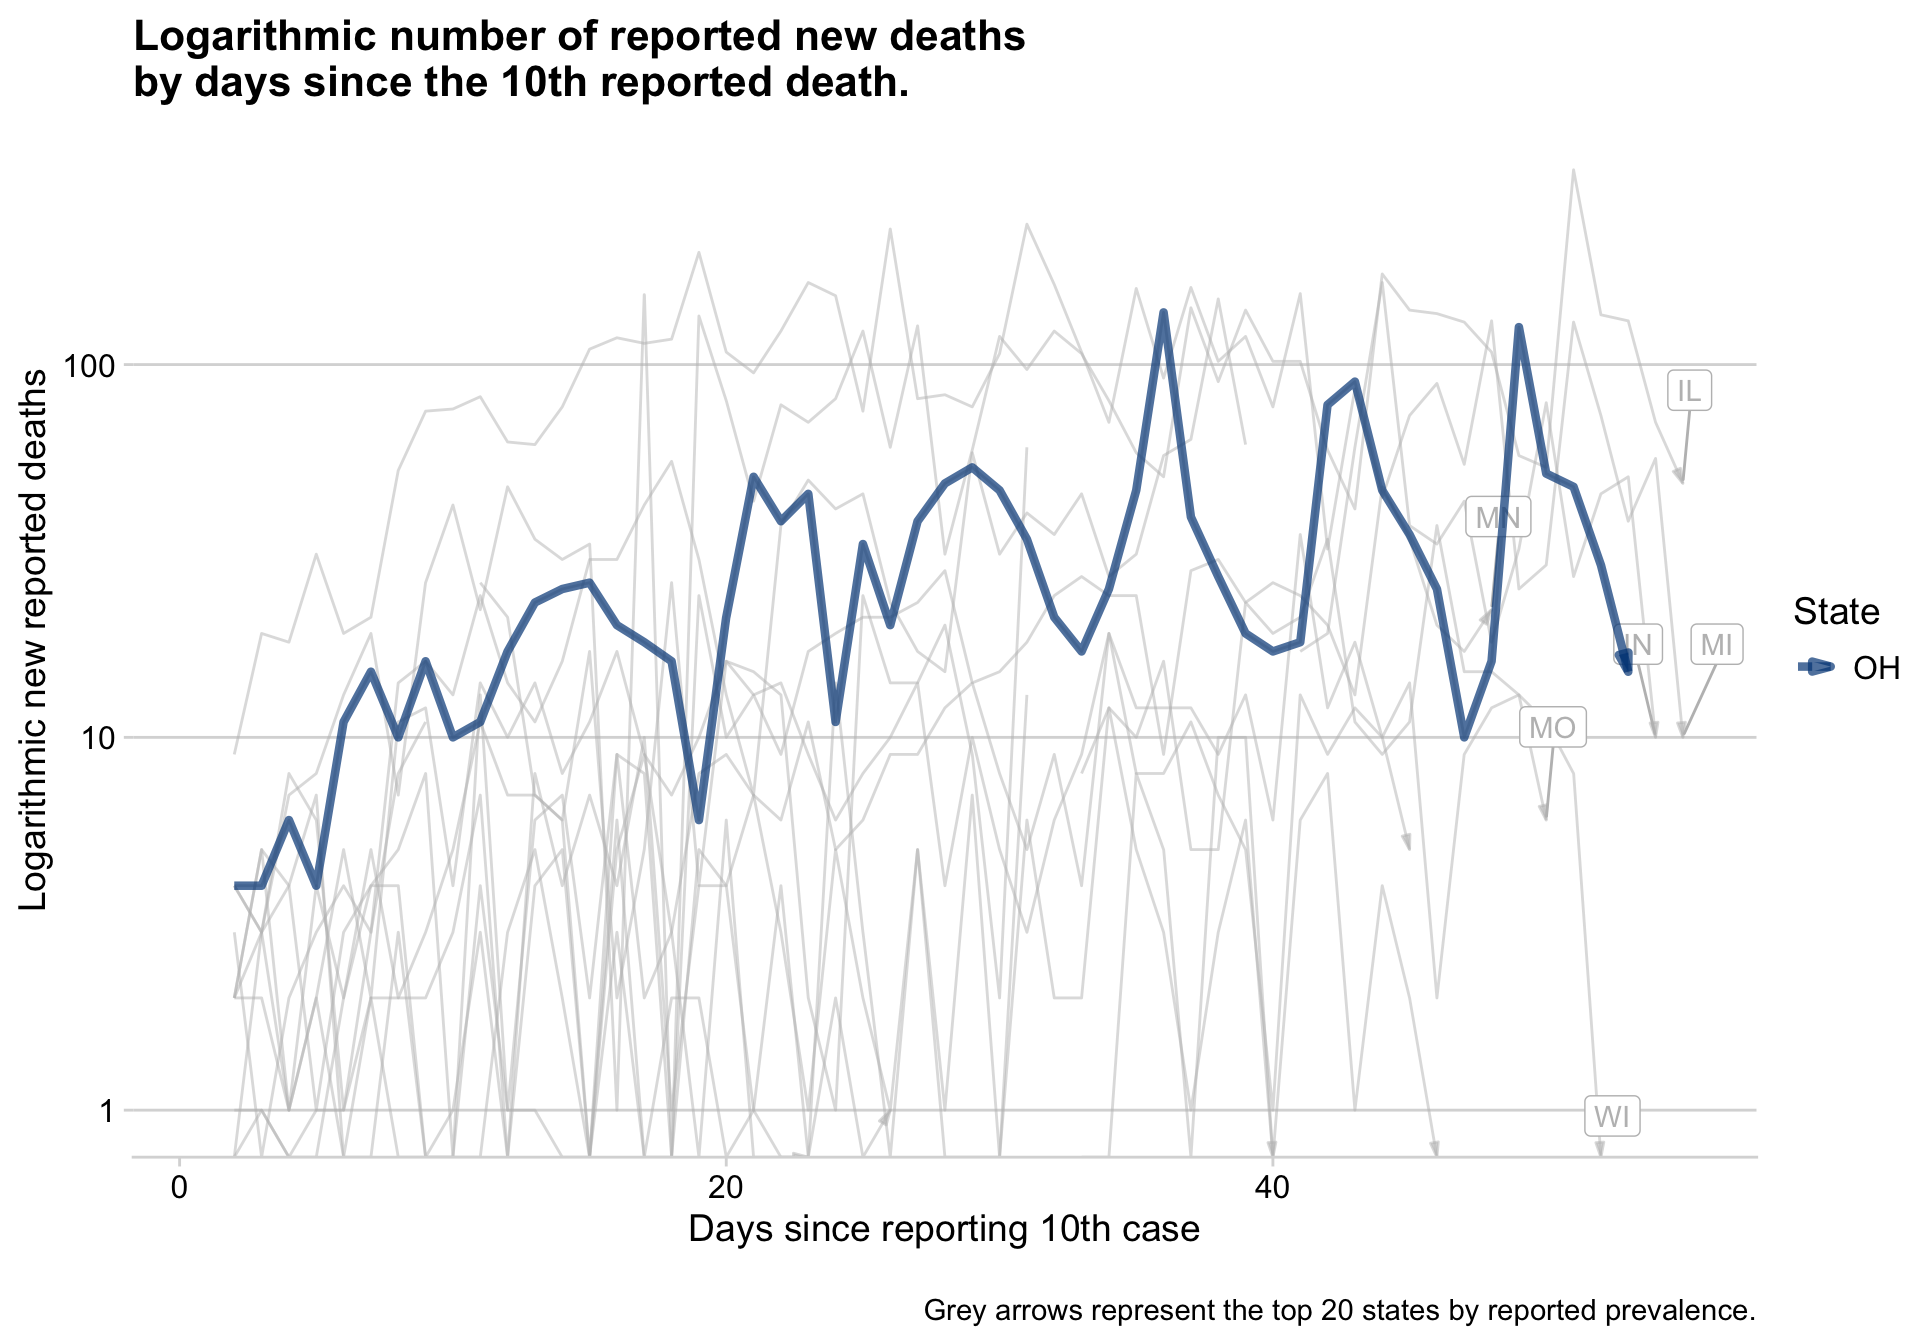 Logarithmic number of reported new deaths
by days since the 10th reported death.
Logarithmic new reported deaths
100
10
1
IL
MN
IN
MI
MO
WI
State
OH
0
20
40
Days since reporting 10th case
Grey arrows represent the top 20 states by reported prevalence.